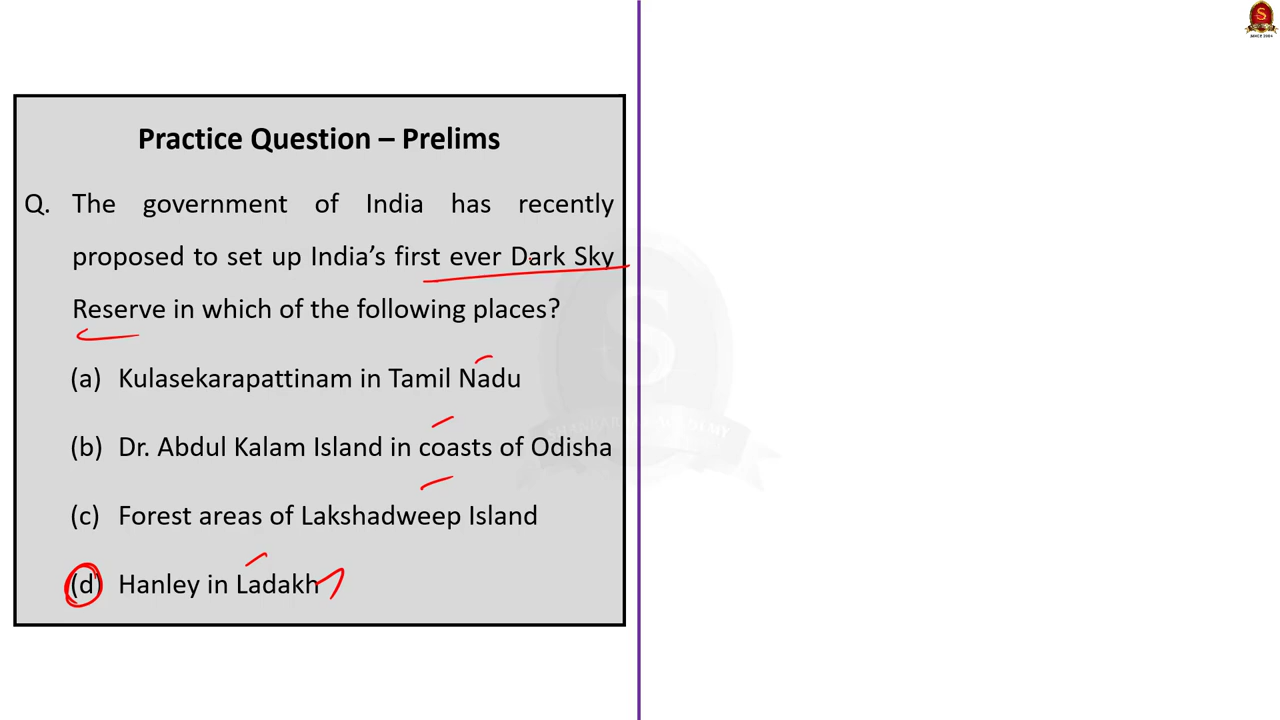 S
SINCE 2004
Practice Question – Prelims
Q. The government of India has recently
proposed to set up India’s first ever Dark Sky
Reserve in which of the following places?
(a) Kulasekarapattinam in Tamil Nadu
(b) Dr. Abdul Kalam Island in coasts of Odisha
(c) Forest areas of Lakshadweep Island
(d) Hanley in Ladakh